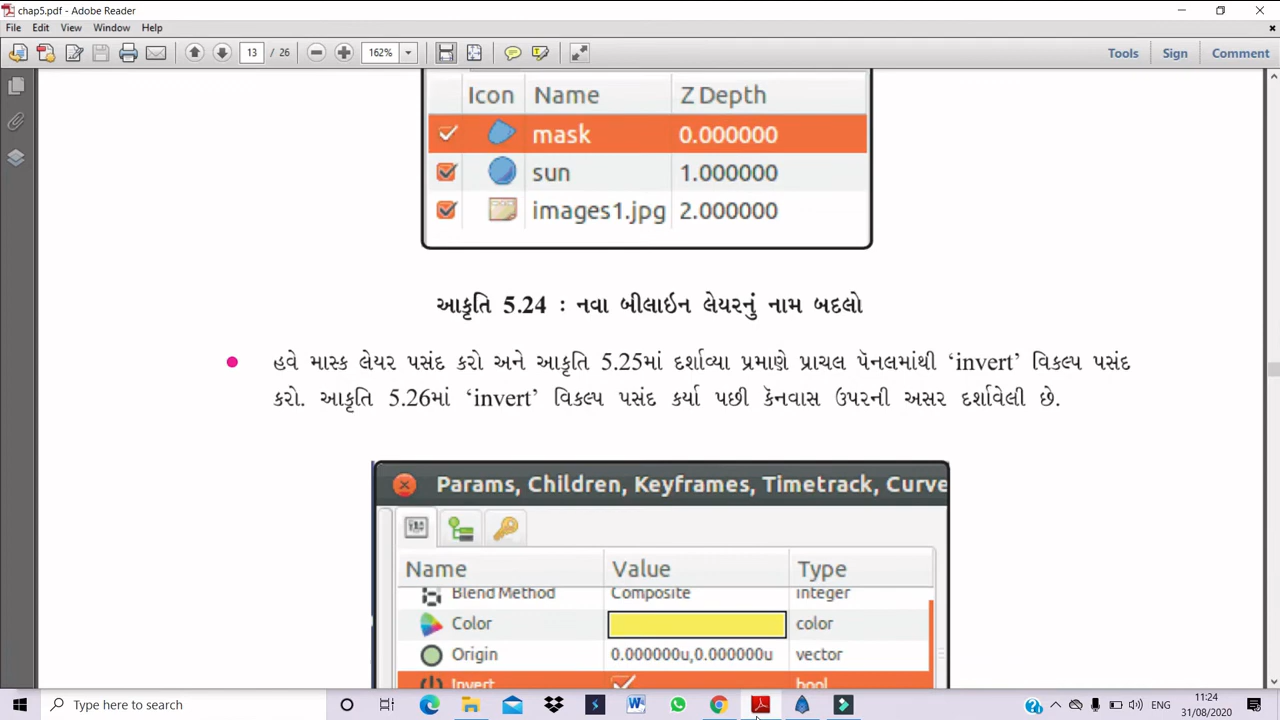 chap5.pdf - Adobe Reader
File Edit View Window Help
13 / 26 162% Tools Sign Comment
Icon Name Z Depth
mask 0.000000
sun 1.000000
images1.jpg 2.000000
આકૃતિ 5.24 : નવા બીલાઇન લેયરનું નામ બદલો
હવે માસ્ક લેયર પસંદ કરો અને આકૃતિ 5.25માં દર્શાવ્યા પ્રમાણે પ્રાચલ પૅનલમાંથી ‘invert’ વિકલ્પ પસંદ
કરો. આકૃતિ 5.26માં ‘invert’ વિકલ્પ પસંદ કર્યા પછી કૅનવાસ ઉપરની અસર દર્શાવેલી છે.
Params, Children, Keyframes, Timetrack, Curve
Name Value Type
Blend Method Composite integer
Color color
Origin 0.000000u,0.000000u vector
Invert bool
Type here to search ENG 11:24
31/08/2020